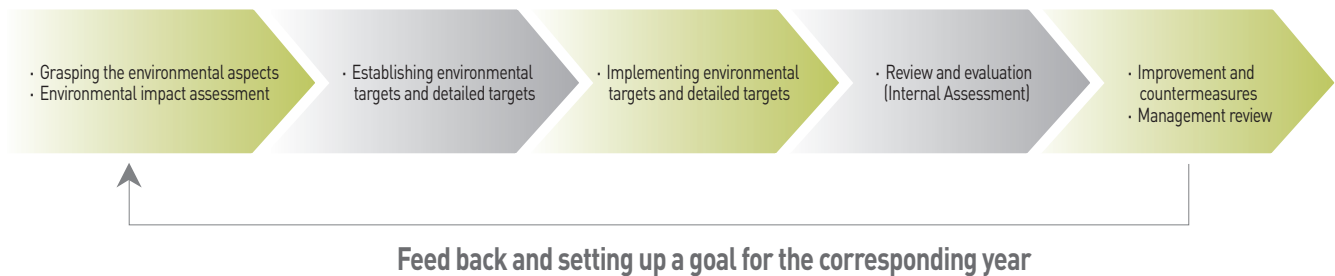 · Grasping the environmental aspects
· Environmental impact assessment
· Establishing environmental
targets and detailed targets
· Implementing environmental
targets and detailed targets
· Review and evaluation
(Internal Assessment)
· Improvement and
countermeasures
· Management review
Feed back and setting up a goal for the corresponding year